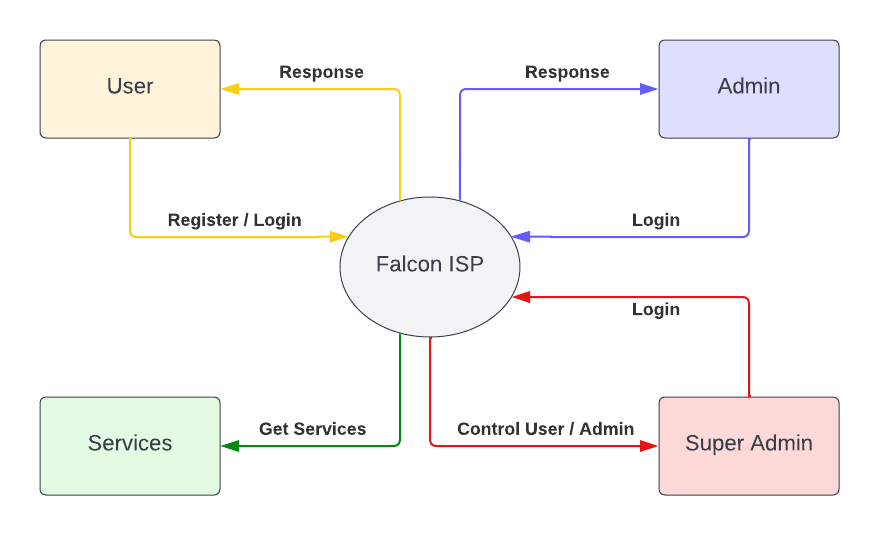 Response
Response
User
Admin
Register / Login
Login
Falcon ISP
Login
Get Services
Control User / Admin
Services
Super Admin